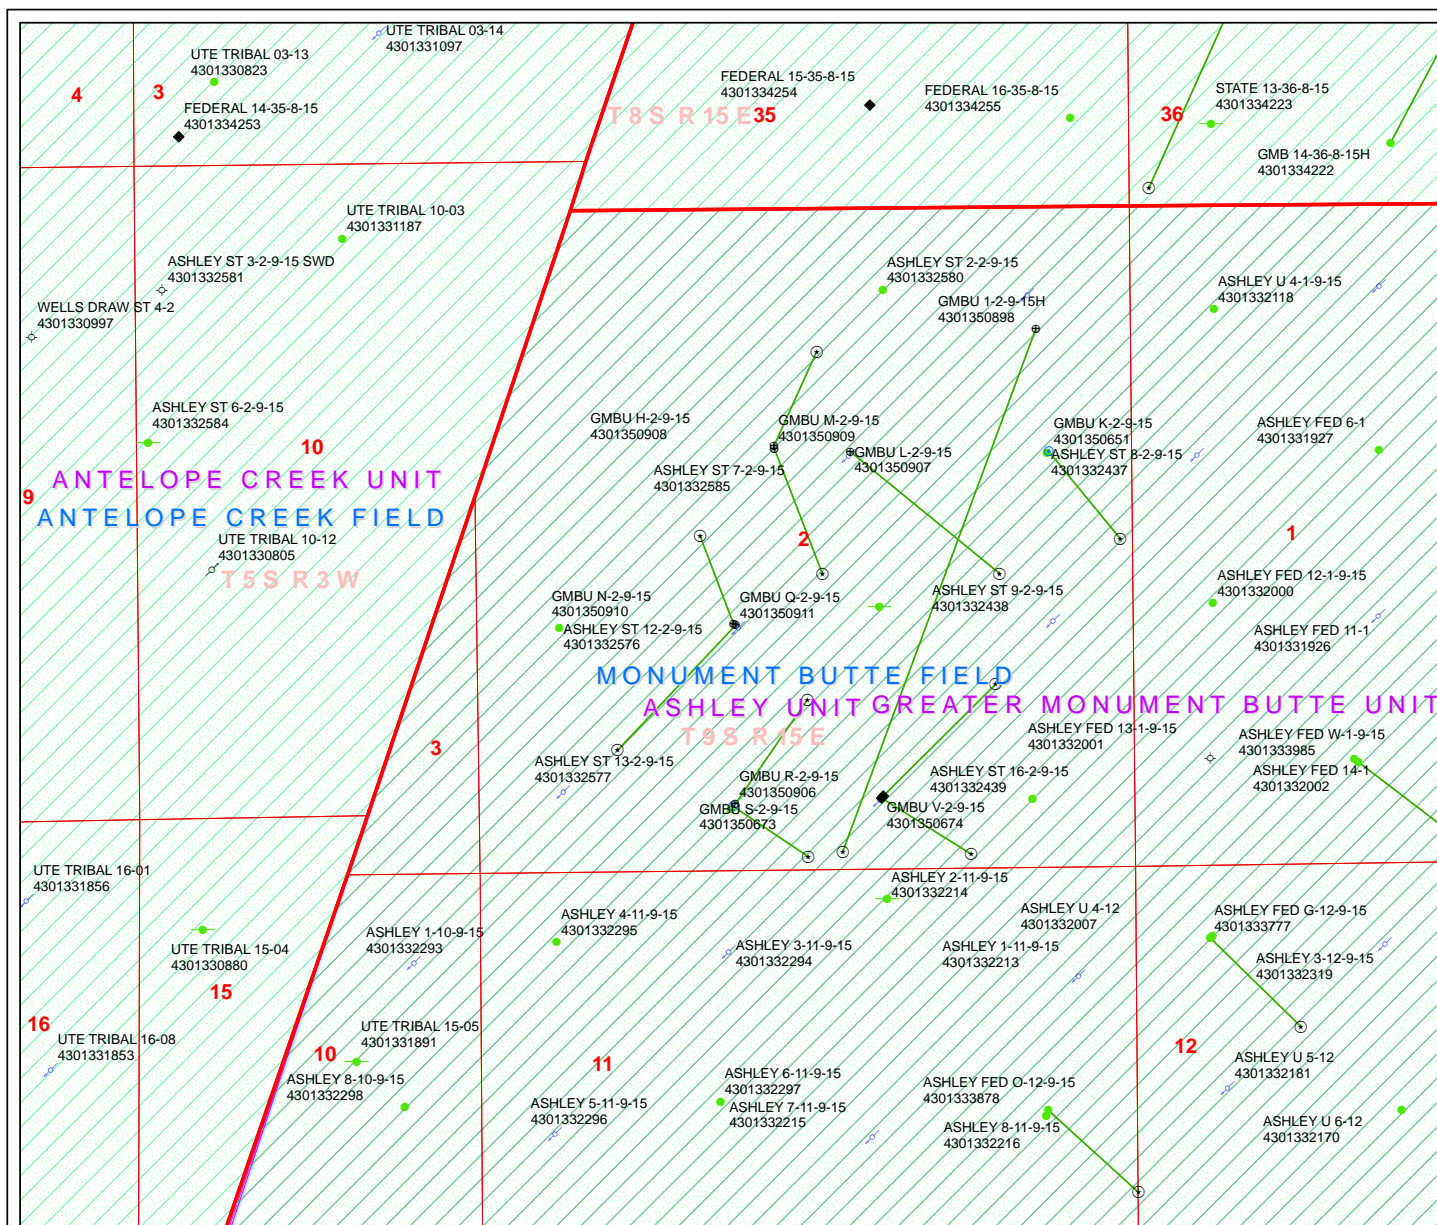 UTE TRIBAL 03-14
4301331097
UTE TRIBAL 03-13
4301330823
4
3
FEDERAL 14-35-8-15
4301334253
FEDERAL 15-35-8-15
4301334254
FEDERAL 16-35-8-15
4301334255
T 8 S R 15 E
35
36
STATE 13-36-8-15
4301334223
GMB 14-36-8-15H
4301334222
UTE TRIBAL 10-03
4301331187
ASHLEY ST 3-2-9-15 SWD
4301332581
WELLS DRAW ST 4-2
4301330997
ASHLEY ST 2-2-9-15
4301332580
GMBU 1-2-9-15H
4301350898
ASHLEY U 4-1-9-15
4301332118
ASHLEY ST 6-2-9-15
4301332584
10
GMBU H-2-9-15
4301350908
GMBU M-2-9-15
4301350909
GMBU L-2-9-15
4301350907
ASHLEY ST 7-2-9-15
4301332585
GMBU K-2-9-15
4301350651
ASHLEY ST 8-2-9-15
4301332437
ASHLEY FED 6-1
4301331927
ANTELOPE CREEK UNIT
9
ANTELOPE CREEK FIELD
UTE TRIBAL 10-12
4301330805
T 5 S R 3 W
2
1
GMBU N-2-9-15
4301350910
ASHLEY ST 12-2-9-15
4301332576
GMBU Q-2-9-15
4301350911
ASHLEY ST 9-2-9-15
4301332438
ASHLEY FED 12-1-9-15
4301332000
ASHLEY FED 11-1
4301331926
MONUMENT BUTTE FIELD
ASHLEY UNIT
GREATER MONUMENT BUTTE UNIT
T 9 S R 15 E
3
ASHLEY ST 13-2-9-15
4301332577
ASHLEY FED 13-1-9-15
4301332001
ASHLEY FED W-1-9-15
4301333985
ASHLEY FED 14-1
4301332002
GMBU R-2-9-15
4301350906
GMBU S-2-9-15
4301350673
ASHLEY ST 16-2-9-15
4301332439
GMBU V-2-9-15
4301350674
UTE TRIBAL 16-01
4301331856
ASHLEY 2-11-9-15
4301332214
UTE TRIBAL 15-04
4301330880
ASHLEY 1-10-9-15
4301332293
ASHLEY 4-11-9-15
4301332295
ASHLEY 3-11-9-15
4301332294
ASHLEY U 4-12
4301332007
ASHLEY 1-11-9-15
4301332213
ASHLEY FED G-12-9-15
4301333777
ASHLEY 3-12-9-15
4301332319
15
16
UTE TRIBAL 16-08
4301331853
UTE TRIBAL 15-05
4301331891
10
ASHLEY 8-10-9-15
4301332298
11
12
ASHLEY 5-11-9-15
4301332296
ASHLEY 6-11-9-15
4301332297
ASHLEY 7-11-9-15
4301332215
ASHLEY FED O-12-9-15
4301333878
ASHLEY 8-11-9-15
4301332216
ASHLEY U 5-12
4301332181
ASHLEY U 6-12
4301332170